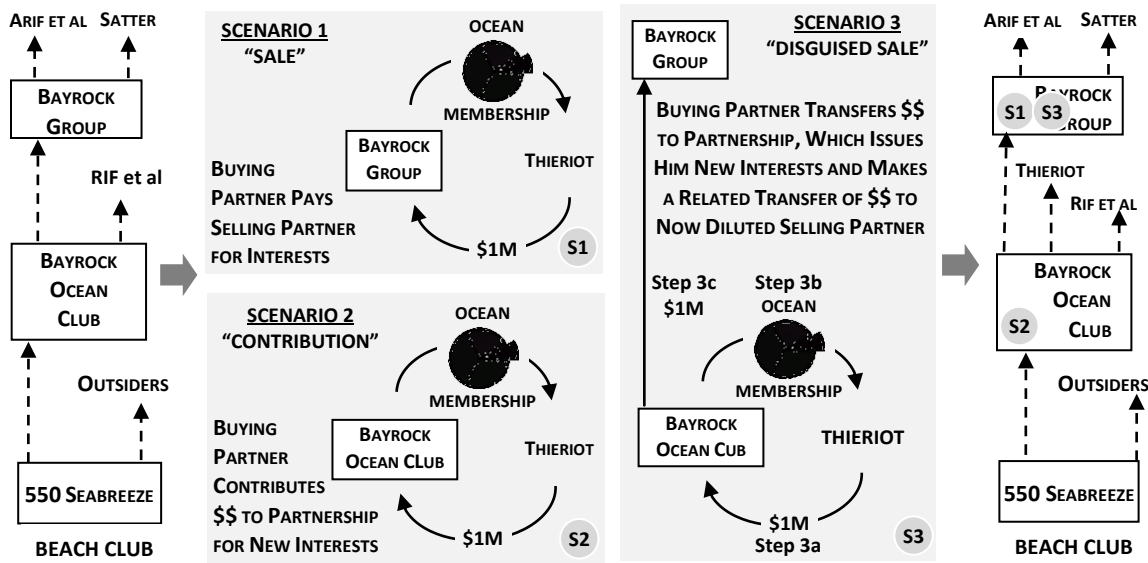 ARIF ET AL
SATTER
BAYROCK
GROUP
RIF et al
BAYROCK
OCEAN
CLUB
OUTSIDERS
550 SEABREEZE
BEACH CLUB
SCENARIO 1
“SALE”
OCEAN
MEMBERSHIP
BAYROCK
GROUP
THIERIOT
BUYING
PARTNER PAYS
SELLING PARTNER
FOR INTERESTS
$1M
S1
SCENARIO 2
“CONTRIBUTION”
OCEAN
MEMBERSHIP
BAYROCK
OCEAN CLUB
THIERIOT
BUYING
PARTNER
CONTRIBUTES
$$ TO PARTNERSHIP
FOR NEW INTERESTS
$1M
S2
SCENARIO 3
“DISGUISED SALE”
BAYROCK
GROUP
BUYING PARTNER TRANSFERS $$
TO PARTNERSHIP, WHICH ISSUES
HIM NEW INTERESTS AND MAKES
A RELATED TRANSFER OF $$ TO
NOW DILUTED SELLING PARTNER
Step 3c
$1M
Step 3b
OCEAN
MEMBERSHIP
BAYROCK
OCEAN CUB
THIERIOT
$1M
Step 3a
S3
ARIF ET AL
SATTER
BAYROCK
GROUP
S1
S3
THIERIOT
RIF ET AL
BAYROCK
OCEAN
CLUB
S2
OUTSIDERS
550 SEABREEZE
BEACH CLUB